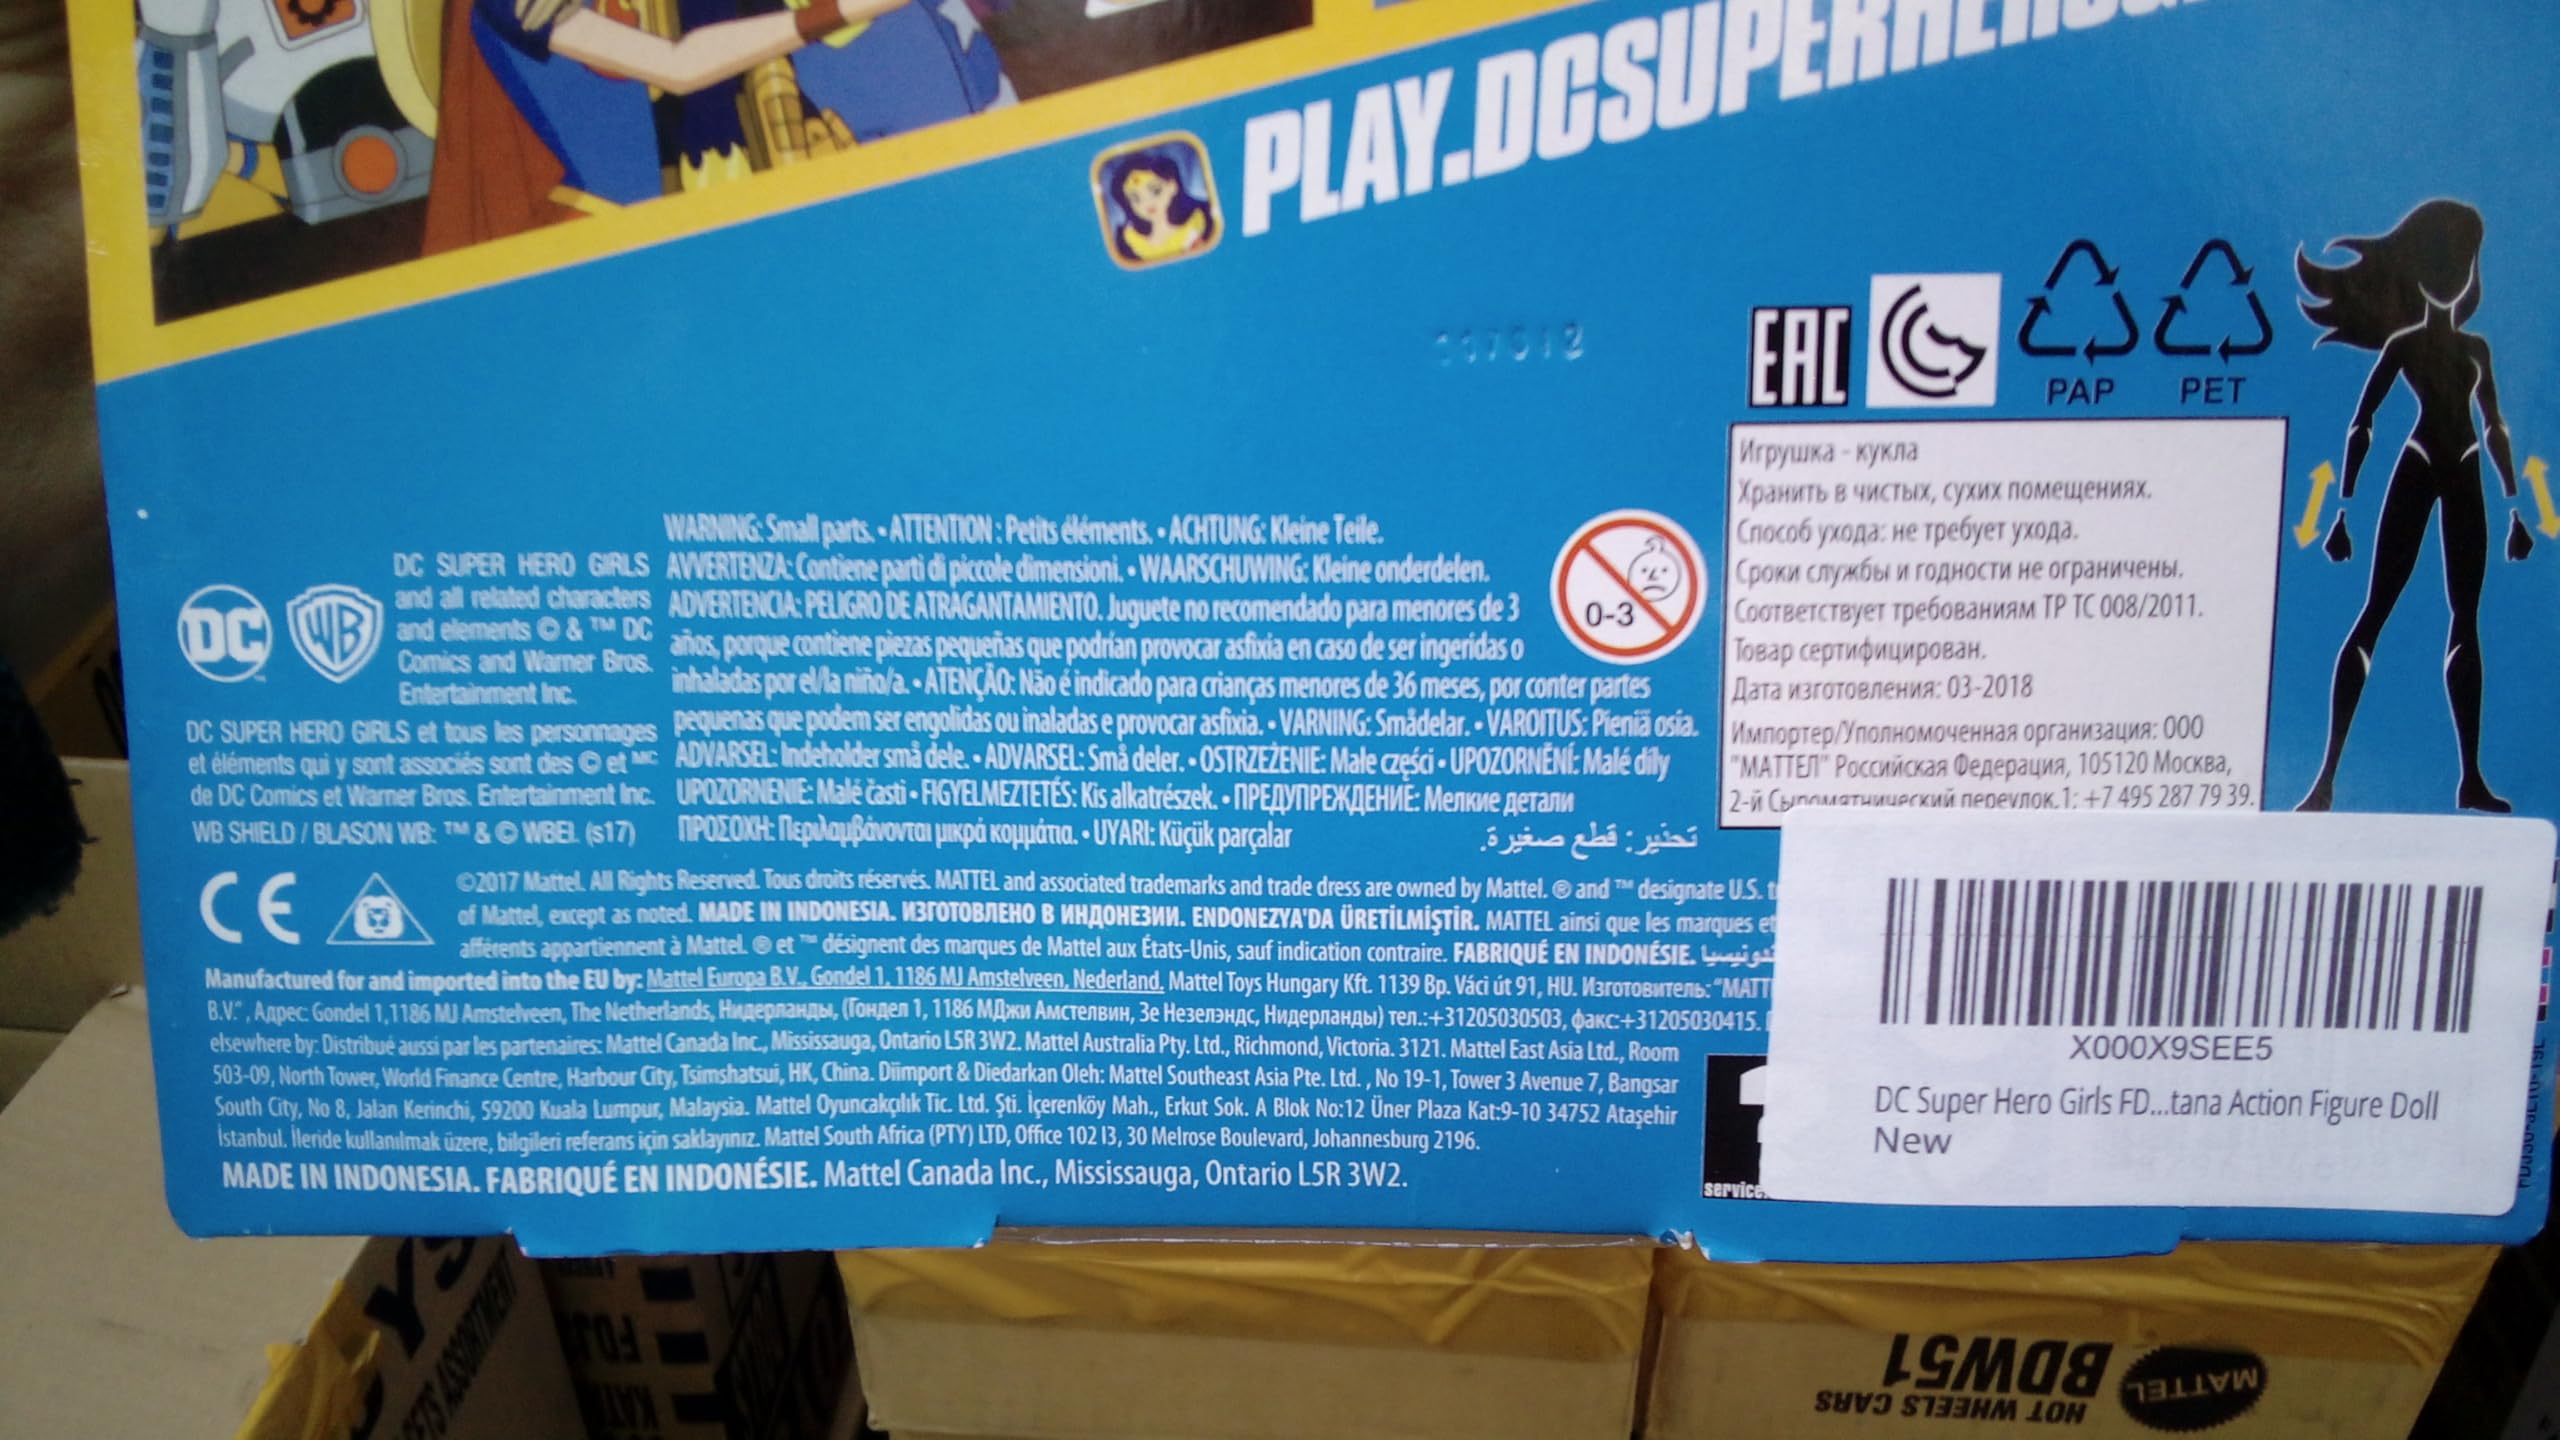 PLAY.DCSUPERHERO
EAC
PAP
PET
Игрушка - кукла
Хранить в чистых, сухих помещениях.
Способ ухода: не требует ухода.
Сроки службы и годности не ограничены.
Соответствует требованиям ТР ТС 008/2011.
Товар сертифицирован.
Дата изготовления: 03-2018
Импортер/Уполномоченная организация: ООО
"МАТТЕЛ" Российская Федерация, 105120 Москва,
2-й Сыромятнический переулок,1; +7 495 287 79 39.
WARNING: Small parts. • ATTENTION : Petits éléments. • ACHTUNG: Kleine Teile.
AVVERTENZA: Contiene parti di piccole dimensioni. • WAARSCHUWING: Kleine onderdelen.
ADVERTENCIA: PELIGRO DE ATRAGANTAMIENTO. Juguete no recomendado para menores de 3
años, porque contiene piezas pequeñas que podrían provocar asfixia en caso de ser ingeridas o
inhaladas por el/la niño/a. • ATENÇÃO: Não é indicado para crianças menores de 36 meses, por conter partes
pequenas que podem ser engolidas ou inaladas e provocar asfixia. • VARNING: Smådelar. • VAROITUS: Pieniä osia.
ADVARSEL: Indeholder små dele. • ADVARSEL: Små deler. • OSTRZEŻENIE: Małe części • UPOZORNĚNÍ: Malé díly
UPOZORNENIE: Malé časti • FIGYELMEZTETÉS: Kis alkatrészek. • ПРЕДУПРЕЖДЕНИЕ: Мелкие детали
ΠΡΟΣΟΧΗ: Περιλαμβάνονται μικρά κομμάτια. • UYARI: Küçük parçalar
تحذير: قطع صغيرة.
0-3
DC
WB
DC SUPER HERO GIRLS
and all related characters
and elements © & ™ DC
Comics and Warner Bros.
Entertainment Inc.
DC SUPER HERO GIRLS et tous les personnages
et éléments qui y sont associés sont des © et MC
de DC Comics et Warner Bros. Entertainment Inc.
WB SHIELD / BLASON WB: ™ & © WBEI. (s17)
CE
©2017 Mattel. All Rights Reserved. Tous droits réservés. MATTEL and associated trademarks and trade dress are owned by Mattel. ® and ™ designate U.S.
of Mattel, except as noted. MADE IN INDONESIA. ИЗГОТОВЛЕНО В ИНДОНЕЗИИ. ENDONEZYA'DA ÜRETİLMİŞTİR. MATTEL ainsi que les marques et
afférents appartiennent à Mattel. ® et ™ désignent des marques de Mattel aux États-Unis, sauf indication contraire. FABRIQUÉ EN INDONÉSIE.
Manufactured for and imported into the EU by: Mattel Europa B.V., Gondel 1, 1186 MJ Amstelveen, Nederland. Mattel Toys Hungary Kft. 1139 Bp. Váci út 91, HU. Изготовитель: "МАТТ
B.V.", Адрес: Gondel 1,1186 MJ Amstelveen, The Netherlands, Нидерланды, (Гондел 1, 1186 МДжи Амстелвин, Зе Незелэндс, Нидерланды) тел.:+31205030503, факс:+31205030415.
elsewhere by: Distribué aussi par les partenaires: Mattel Canada Inc., Mississauga, Ontario L5R 3W2. Mattel Australia Pty. Ltd., Richmond, Victoria. 3121. Mattel East Asia Ltd., Room
503-09, North Tower, World Finance Centre, Harbour City, Tsimshatsui, HK, China. Diimport & Diedarkan Oleh: Mattel Southeast Asia Pte. Ltd. , No 19-1, Tower 3 Avenue 7, Bangsar
South City, No 8, Jalan Kerinchi, 59200 Kuala Lumpur, Malaysia. Mattel Oyuncakçılık Tic. Ltd. Şti. İçerenköy Mah., Erkut Sok. A Blok No:12 Üner Plaza Kat:9-10 34752 Ataşehir
İstanbul. İleride kullanılmak üzere, bilgileri referans için saklayınız. Mattel South Africa (PTY) LTD, Office 102 I3, 30 Melrose Boulevard, Johannesburg 2196.
MADE IN INDONESIA. FABRIQUÉ EN INDONÉSIE. Mattel Canada Inc., Mississauga, Ontario L5R 3W2.
service.
X000X9SEE5
DC Super Hero Girls FD...tana Action Figure Doll
New
ASSORTMENT
MATTEL
BDW51
HOT WHEELS CARS